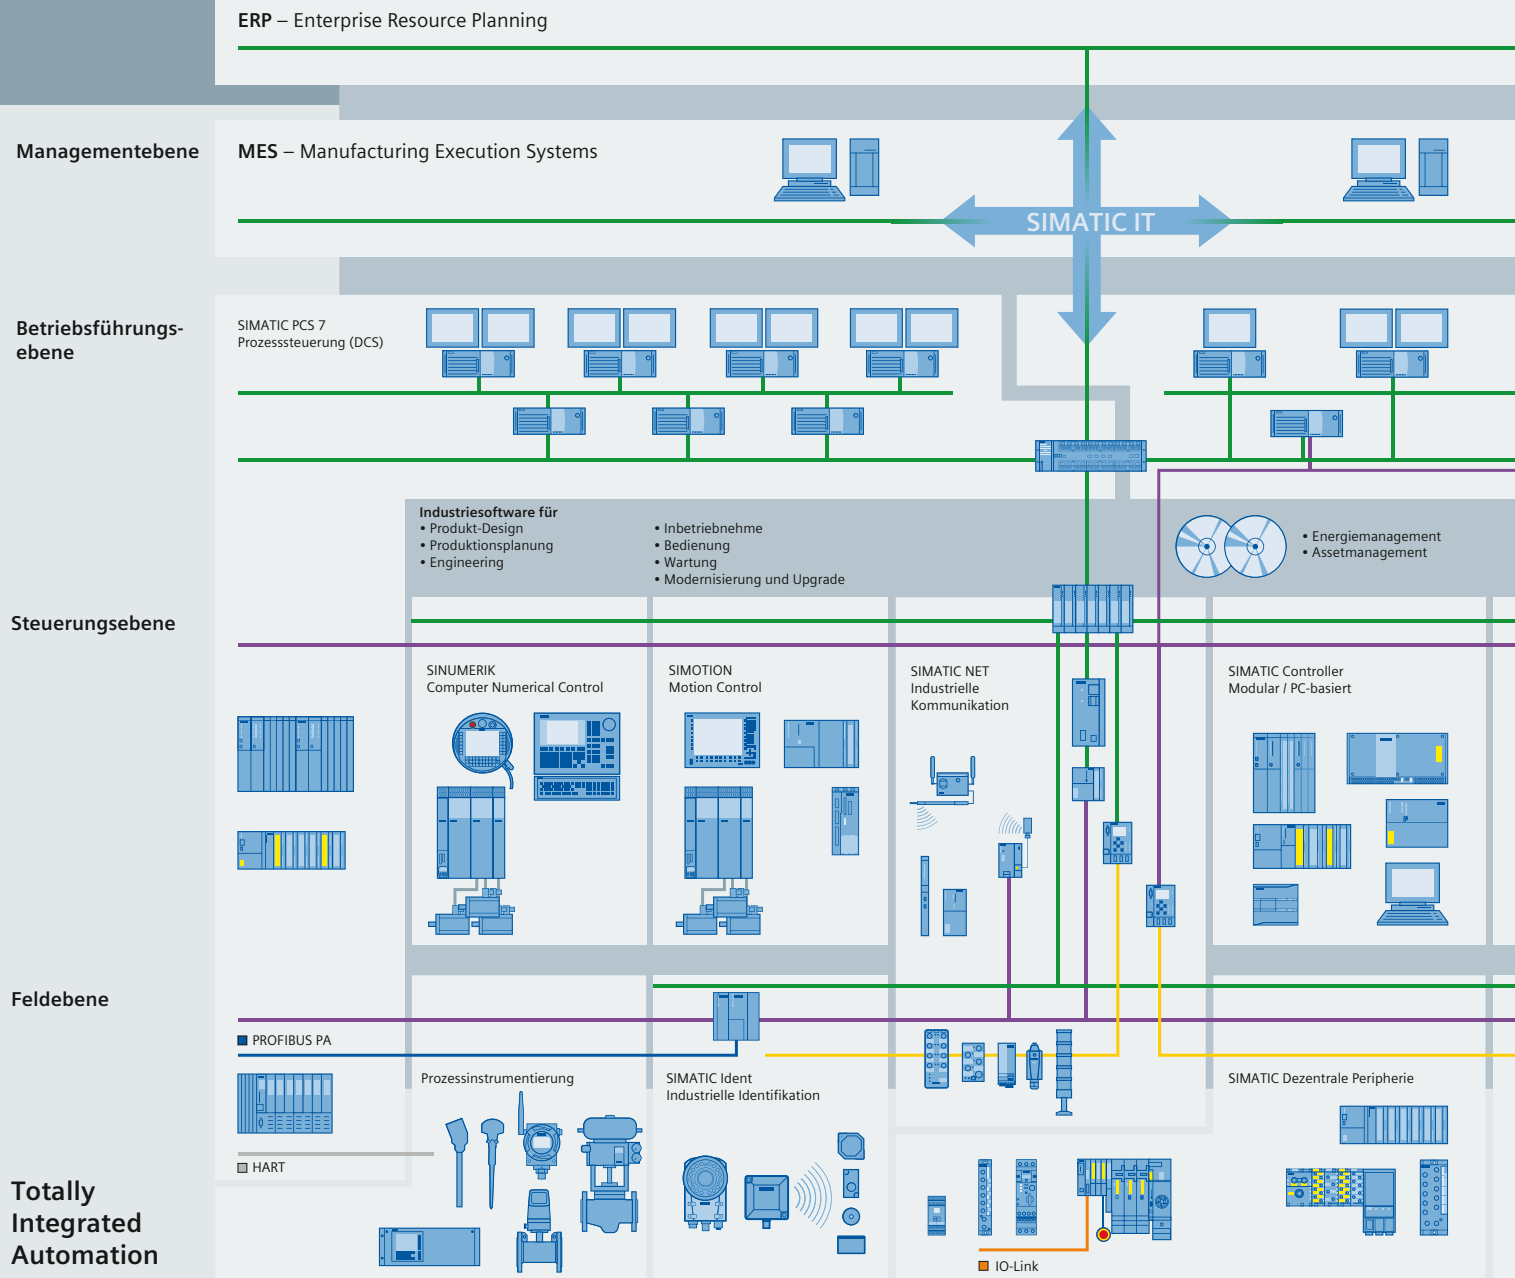 ERP – Enterprise Resource Planning
Managementebene
MES – Manufacturing Execution Systems
SIMATIC IT
Betriebsführungs-
ebene
SIMATIC PCS 7
Prozesssteuerung (DCS)
Industriesoftware für
• Produkt-Design
• Produktionsplanung
• Engineering
• Inbetriebnehme
• Bedienung
• Wartung
• Modernisierung und Upgrade
• Energiemanagement
• Assetmanagement
Steuerungsebene
SINUMERIK
Computer Numerical Control
SIMOTION
Motion Control
SIMATIC NET
Industrielle
Kommunikation
SIMATIC Controller
Modular / PC-basiert
Feldebene
PROFIBUS PA
Prozessinstrumentierung
SIMATIC Ident
Industrielle Identifikation
SIMATIC Dezentrale Peripherie
HART
Totally
Integrated
Automation
IO-Link